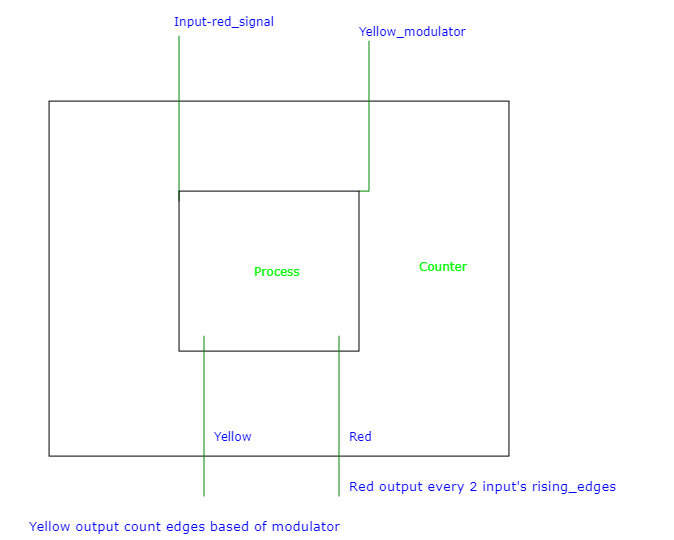 Input-red_signal
Yellow_modulator
Process
Counter
Yellow
Red
Red output every 2 input's rising_edges
Yellow output count edges based of modulator